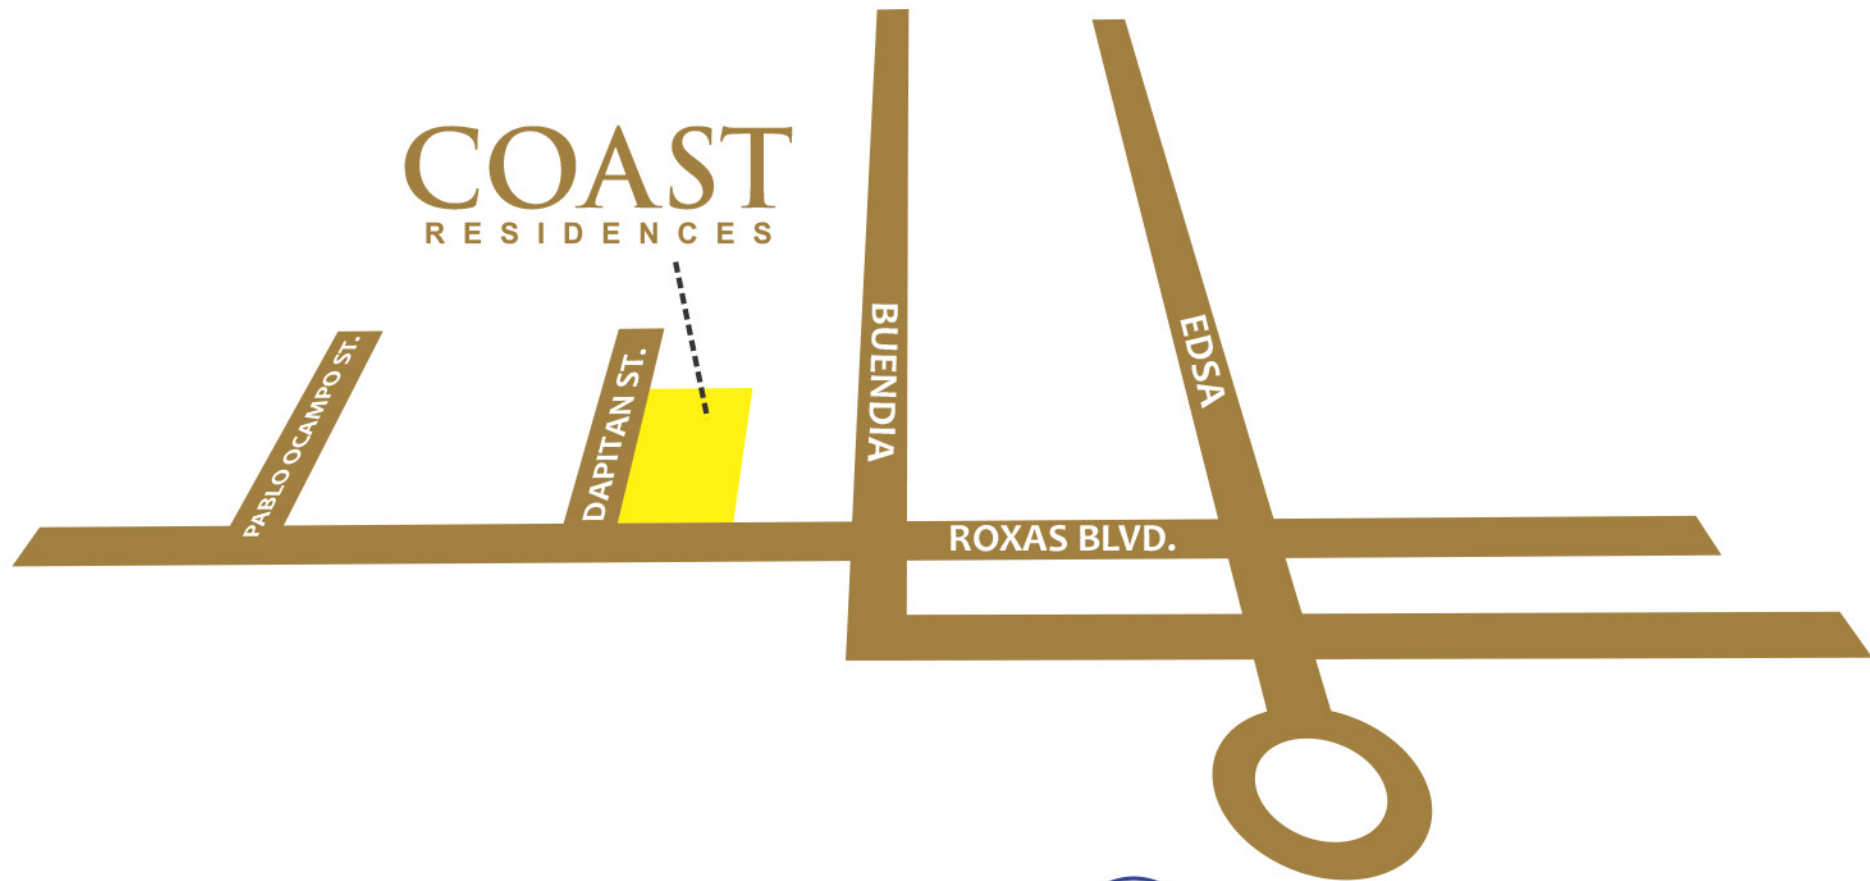 COAST
RESIDENCES
PABLO OCAMPO ST.
DAPITAN ST.
BUENDIA
EDSA
ROXAS BLVD.